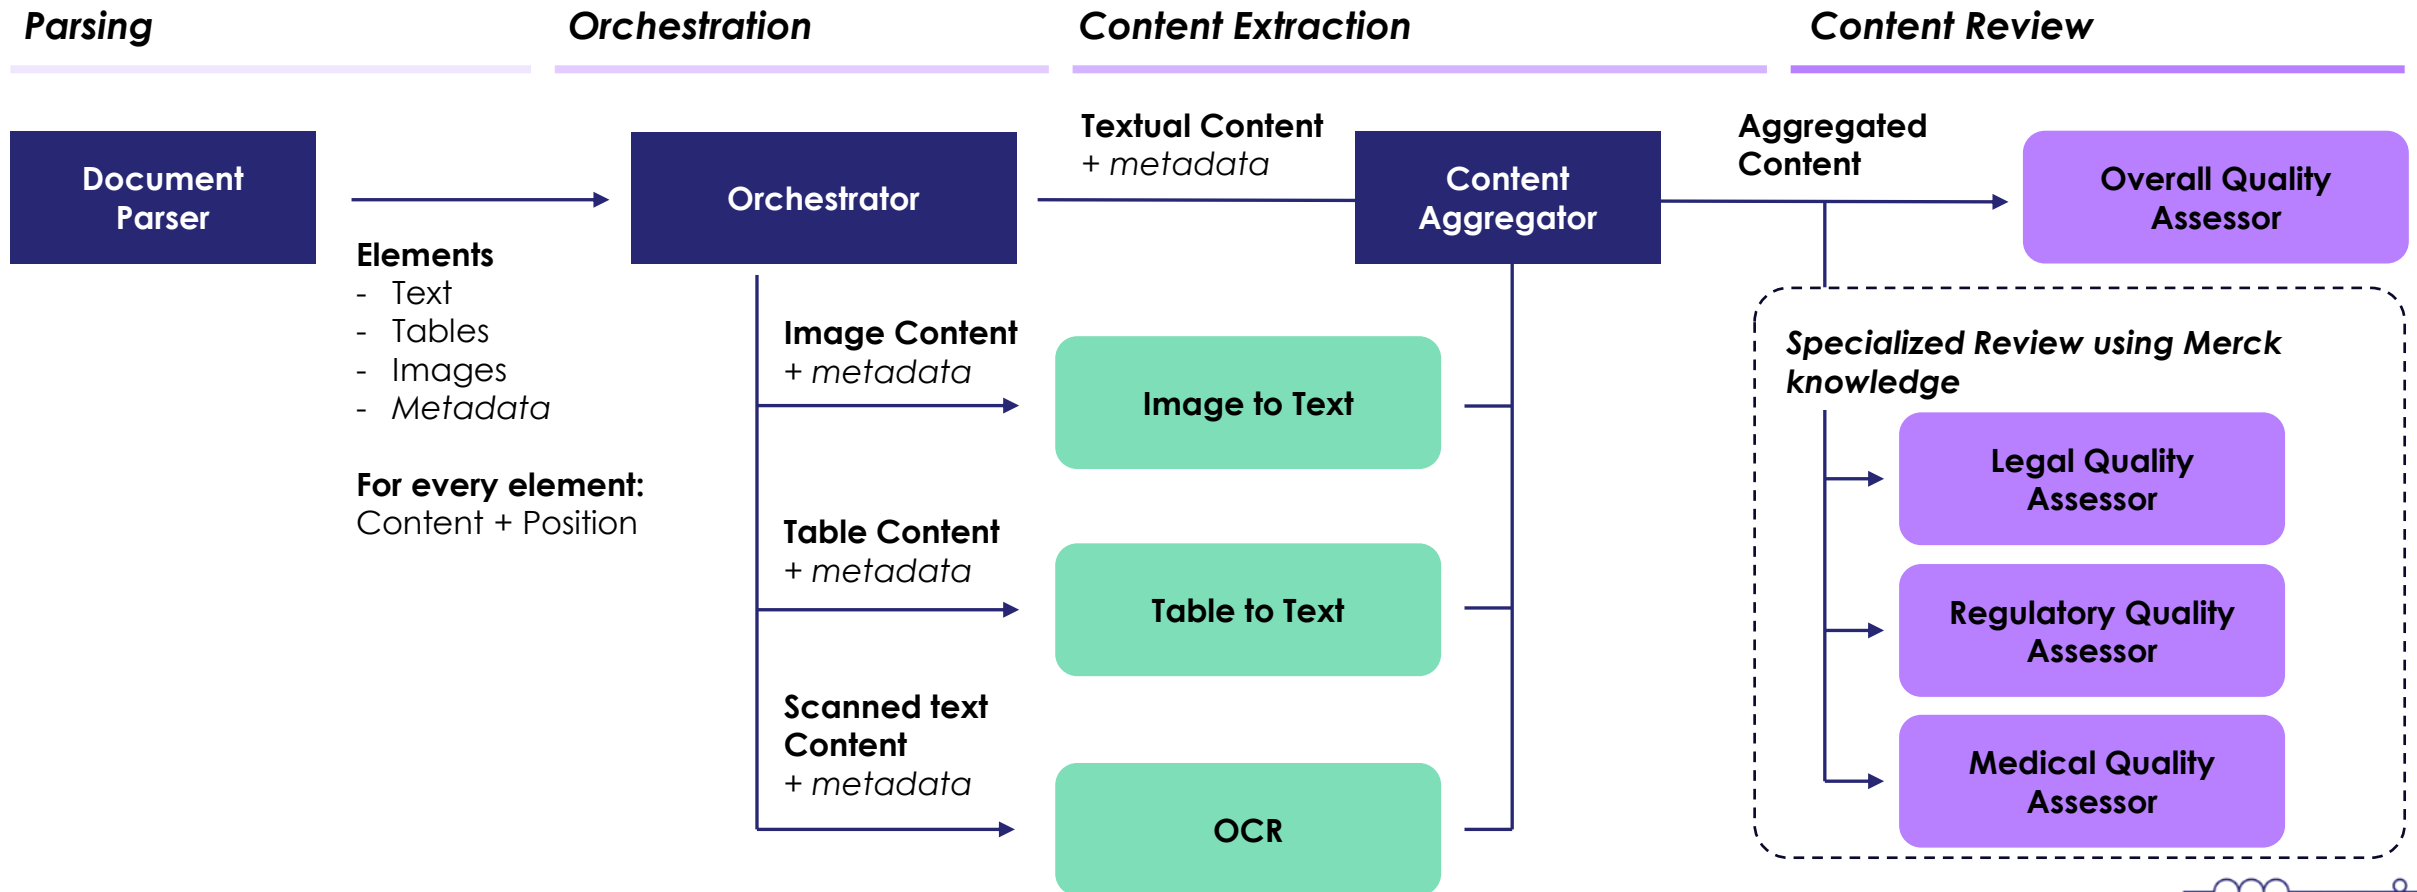 Parsing
Orchestration
Content Extraction
Content Review
Document
Parser
Elements
- Text
- Tables
- Images
- Metadata
For every element:
Content + Position
Orchestrator
Textual Content
+ metadata
Content
Aggregator
Image Content
+ metadata
Image to Text
Table Content
+ metadata
Table to Text
Scanned text
Content
+ metadata
OCR
Aggregated
Content
Overall Quality
Assessor
Specialized Review using Merck
knowledge
Legal Quality
Assessor
Regulatory Quality
Assessor
Medical Quality
Assessor